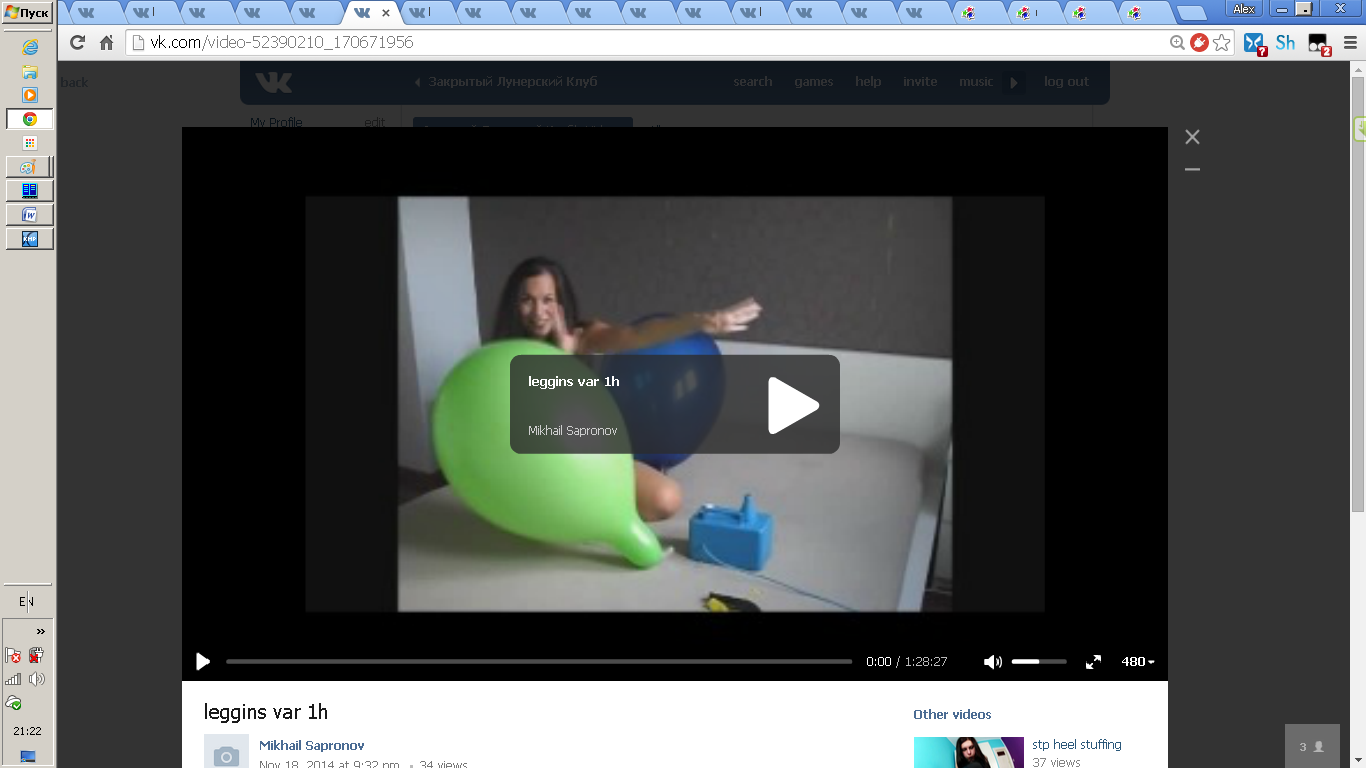 Пуск
Alex
vk.com/video-52390210_170671956
Sh
?
2
back
Закрытый Лунерский Клуб
search
games
help
invite
music
log out
My Profile
edit
leggins var 1h
Mikhail Sapronov
0:00 / 1:28:27
480
leggins var 1h
Other videos
Mikhail Sapronov
Nov 18, 2014 at 9:32 pm
34 views
stp heel stuffing
37 views
3
EN
»
21:22